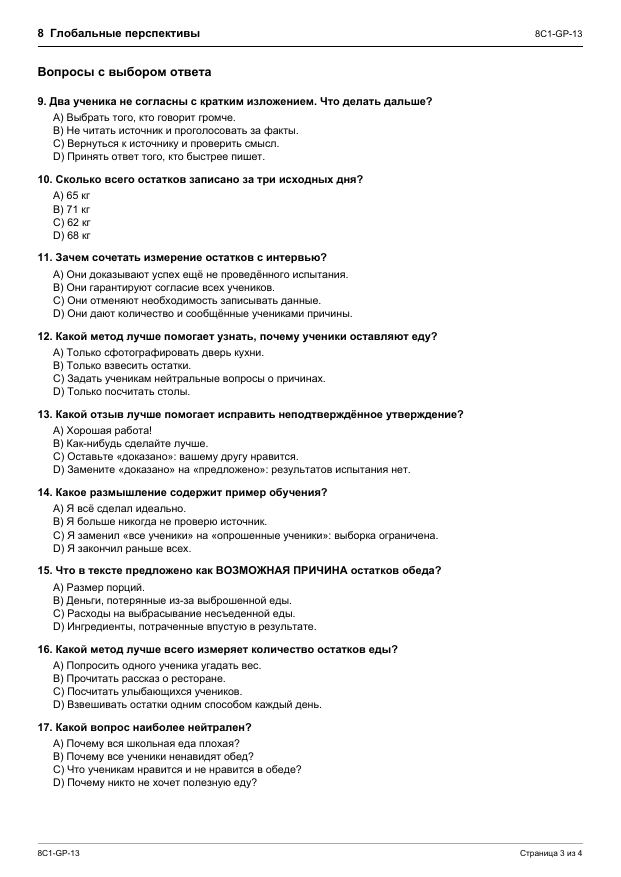 8 Глобальные перспективы
8C1-GP-13
Вопросы с выбором ответа
9. Два ученика не согласны с кратким изложением. Что делать дальше?
A) Выбрать того, кто говорит громче.
B) Не читать источник и проголосовать за факты.
C) Вернуться к источнику и проверить смысл.
D) Принять ответ того, кто быстрее пишет.
10. Сколько всего остатков записано за три исходных дня?
A) 65 кг
B) 71 кг
C) 62 кг
D) 68 кг
11. Зачем сочетать измерение остатков с интервью?
A) Они доказывают успех ещё не проведённого испытания.
B) Они гарантируют согласие всех учеников.
C) Они отменяют необходимость записывать данные.
D) Они дают количество и сообщённые учениками причины.
12. Какой метод лучше помогает узнать, почему ученики оставляют еду?
A) Только сфотографировать дверь кухни.
B) Только взвесить остатки.
C) Задать ученикам нейтральные вопросы о причинах.
D) Только посчитать столы.
13. Какой отзыв лучше помогает исправить неподтверждённое утверждение?
A) Хорошая работа!
B) Как-нибудь сделайте лучше.
C) Оставьте «доказано»: вашему другу нравится.
D) Замените «доказано» на «предложено»: результатов испытания нет.
14. Какое размышление содержит пример обучения?
A) Я всё сделал идеально.
B) Я больше никогда не проверю источник.
C) Я заменил «все ученики» на «опрошенные ученики»: выборка ограничена.
D) Я закончил раньше всех.
15. Что в тексте предложено как ВОЗМОЖНАЯ ПРИЧИНА остатков обеда?
A) Размер порций.
B) Деньги, потерянные из-за выброшенной еды.
C) Расходы на выбрасывание несъеденной еды.
D) Ингредиенты, потраченные впустую в результате.
16. Какой метод лучше всего измеряет количество остатков еды?
A) Попросить одного ученика угадать вес.
B) Прочитать рассказ о ресторане.
C) Посчитать улыбающихся учеников.
D) Взвешивать остатки одним способом каждый день.
17. Какой вопрос наиболее нейтрален?
A) Почему вся школьная еда плохая?
B) Почему все ученики ненавидят обед?
C) Что ученикам нравится и не нравится в обеде?
D) Почему никто не хочет полезную еду?
8C1-GP-13
Страница 3 из 4